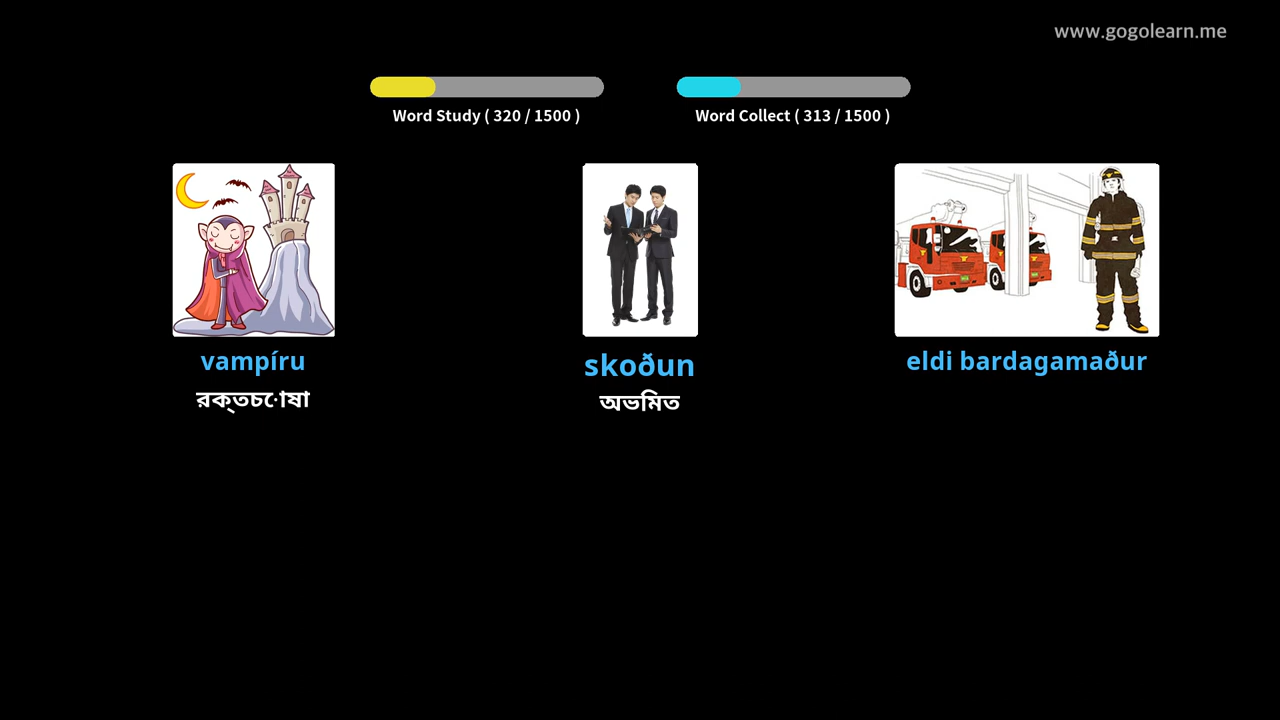 www.gogolearn.me
Word Study ( 320 / 1500 )
Word Collect ( 313 / 1500 )
vampíru
skoðun
eldi bardagamaður
রক্তচোষা
অভিমত